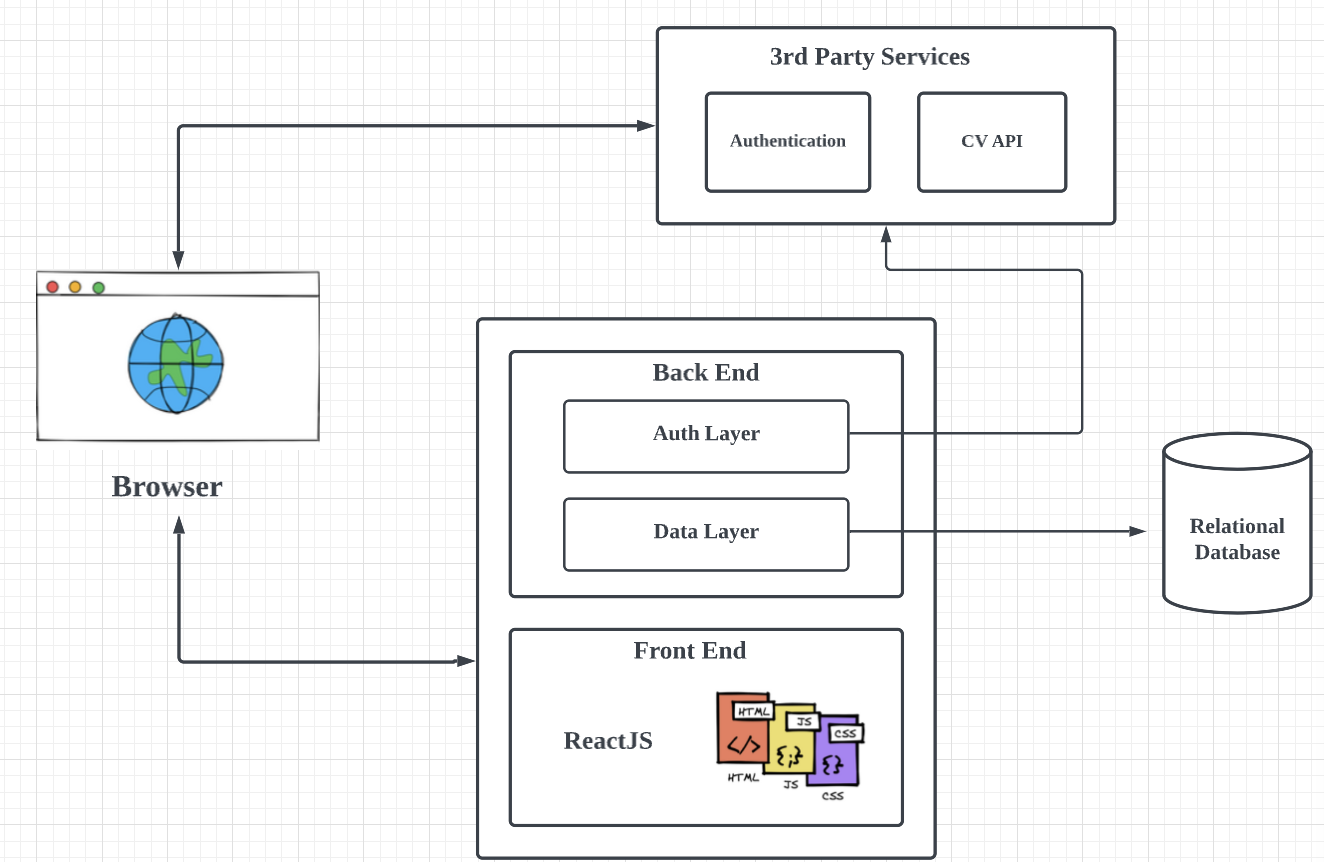 3rd Party Services
Authentication
CV API
Back End
Auth Layer
Browser
Data Layer
Relational
Database
Front End
ReactJS
HTML
JS
CSS
</>
{;}
{}
HTML
JS
CSS